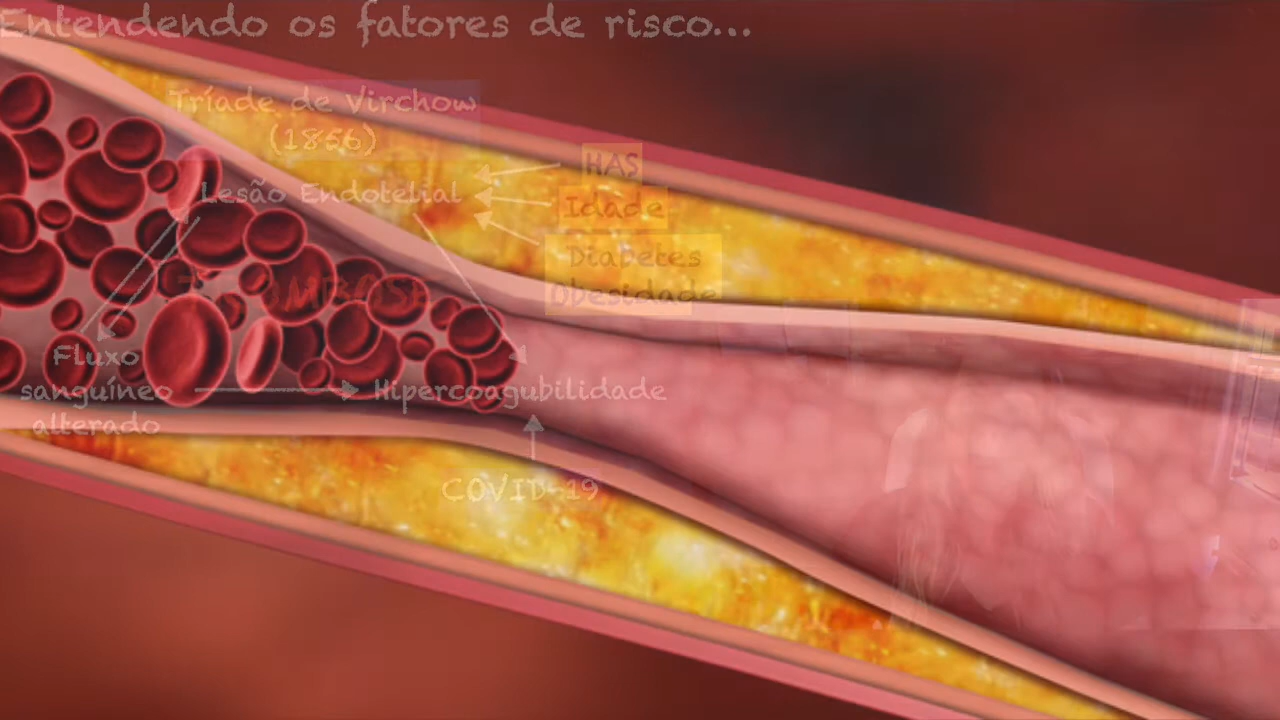 Entendendo os fatores de risco...
Tríade de Virchow
(1856)
HAS
Lesão Endotelial
Idade
Diabetes
Obesidade
TROMBOSE
Fluxo
sanguíneo
alterado
Hipercoagubilidade
COVID-19